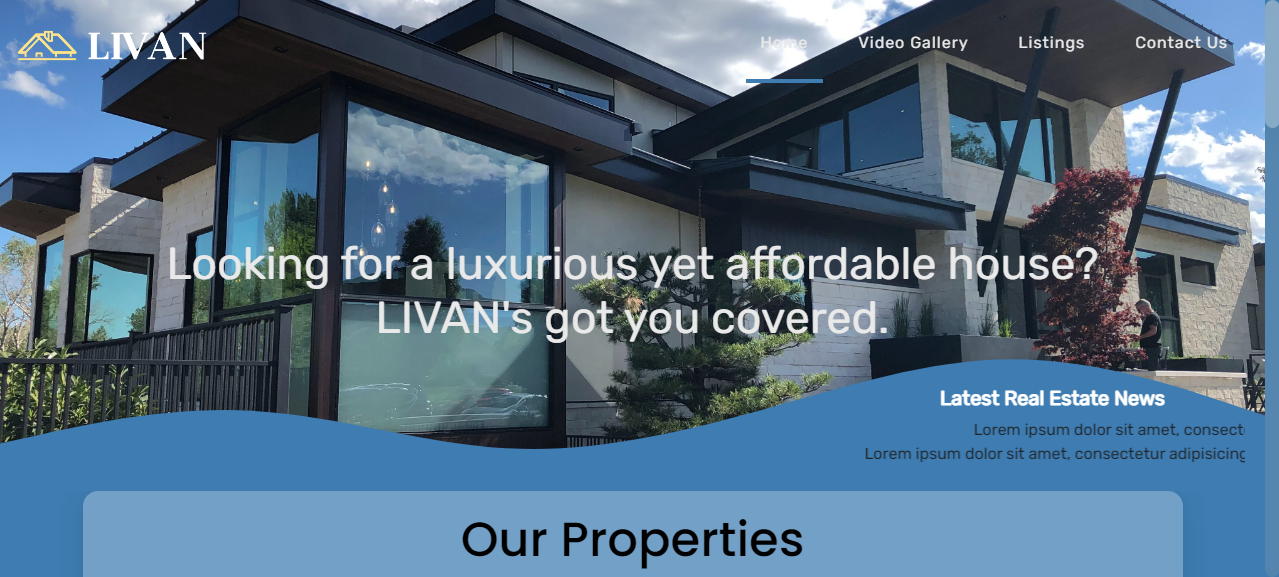 LIVAN
Home
Video Gallery
Listings
Contact Us
Looking for a luxurious yet affordable house?
LIVAN's got you covered.
Latest Real Estate News
Lorem ipsum dolor sit amet,
Lorem ipsum dolor sit amet, consectetur adipisicing
Our Properties